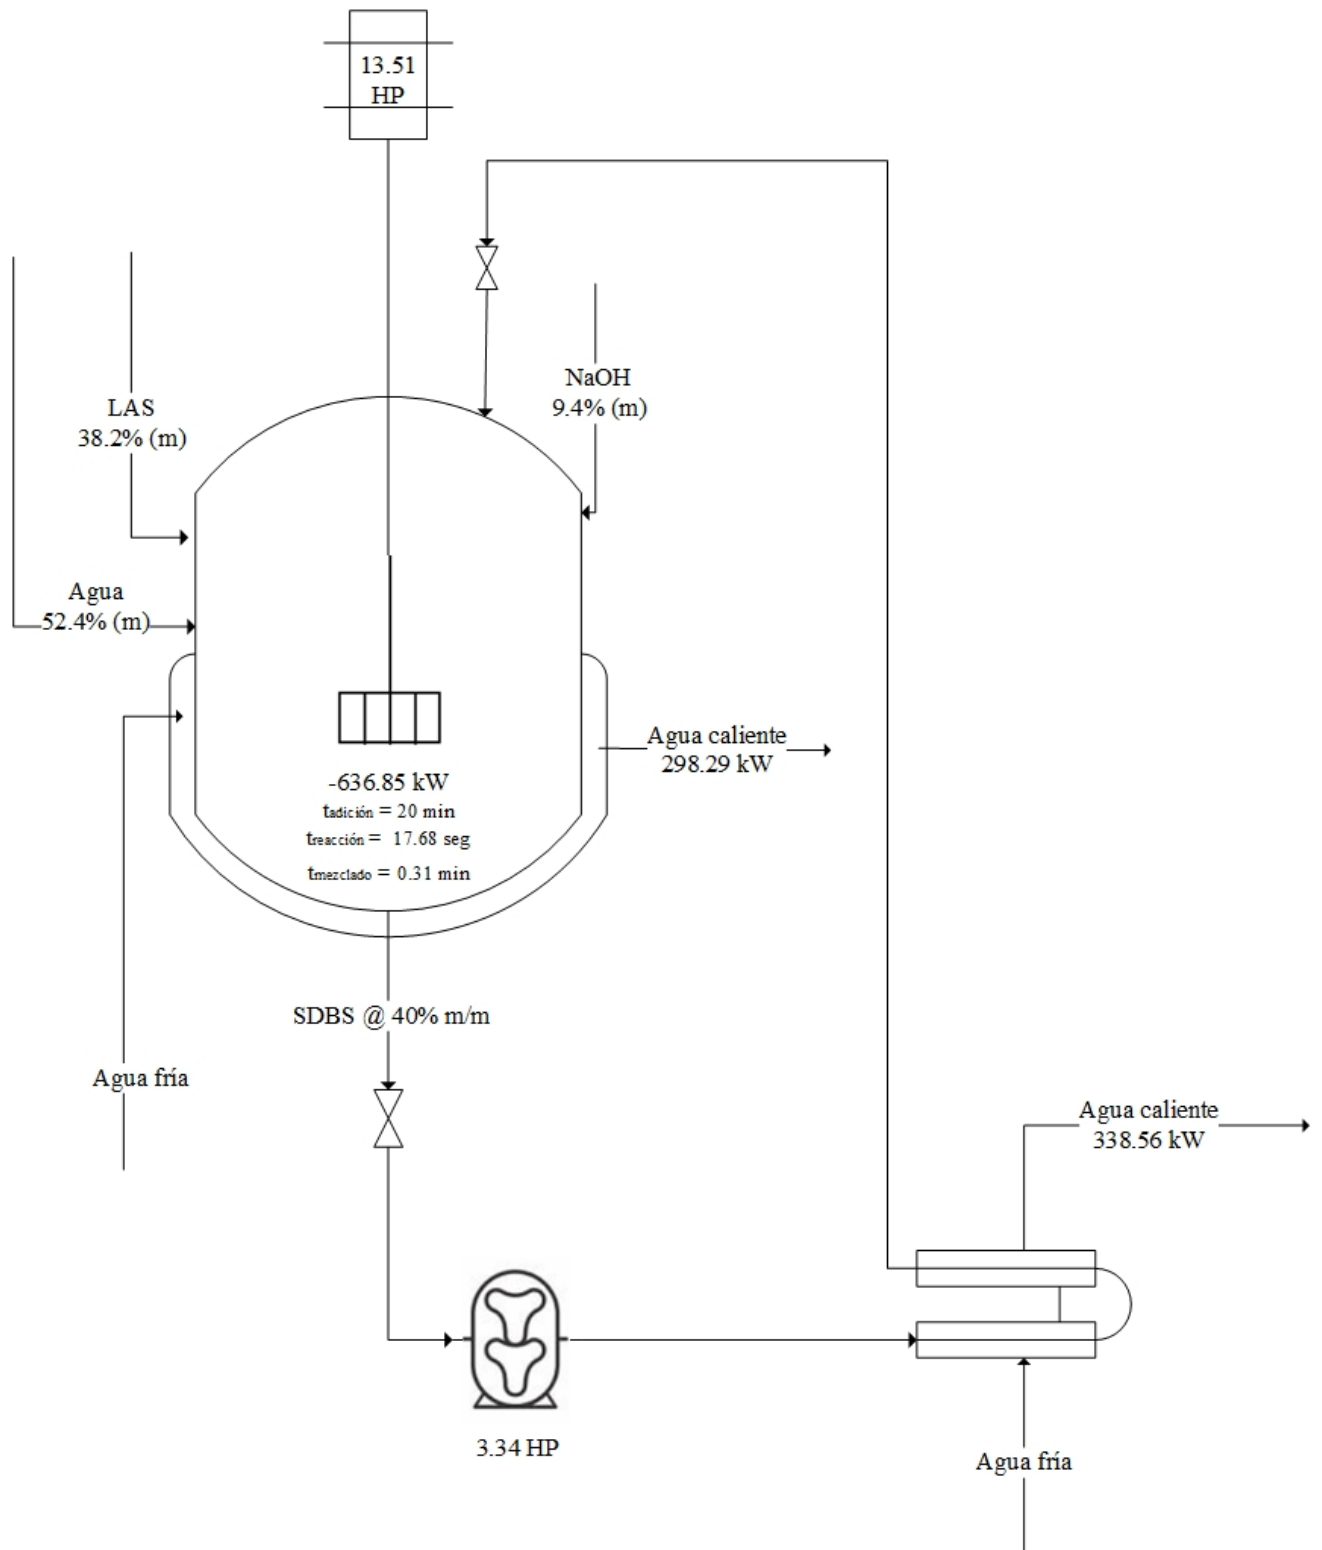 13.51
HP
NaOH
9.4% (m)
LAS
38.2% (m)
Agua
52.4% (m)
Agua caliente
298.29 kW
-636.85 kW
tadición = 20 min
treacción = 17.68 seg
tmezclado = 0.31 min
SDBS @ 40% m/m
Agua fría
Agua caliente
338.56 kW
3.34 HP
Agua fría